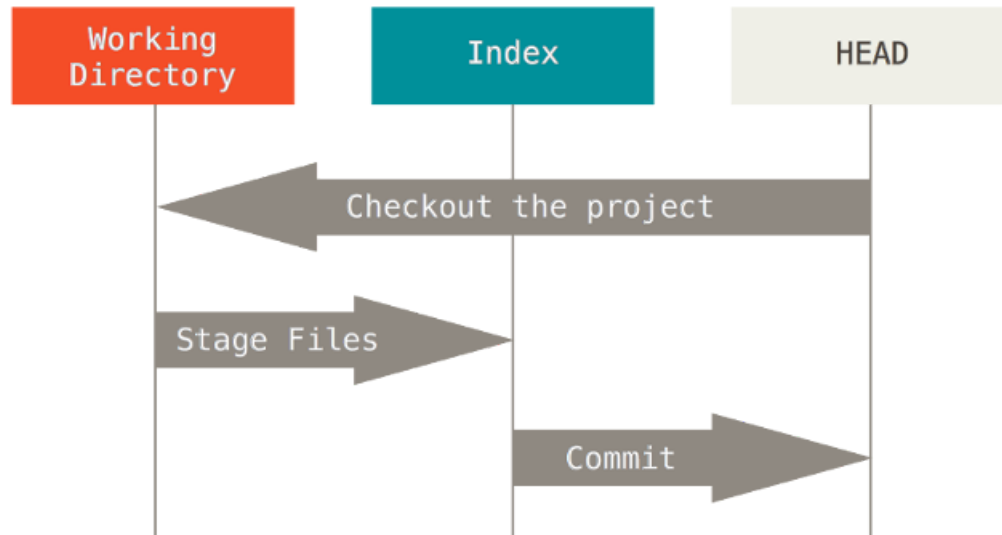 Working
Directory
Index
HEAD
Checkout the project
Stage Files
Commit